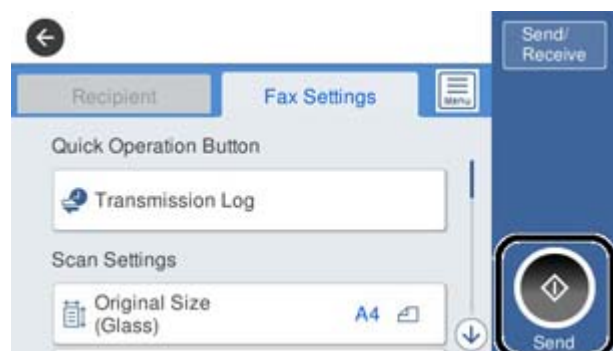 Send/
Receive
Recipient
Fax Settings
Menu
Quick Operation Button
Transmission Log
Scan Settings
Original Size
(Glass)
A4
Send